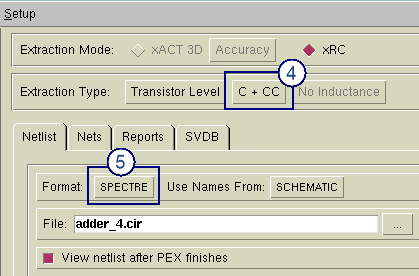 Setup
Extraction Mode: xACT 3D Accuracy xRC
4
Extraction Type: Transistor Level C + CC No Inductance
Netlist Nets Reports SVDB
5
Format: SPECTRE Use Names From: SCHEMATIC
File: adder_4.cir ...
View netlist after PEX finishes